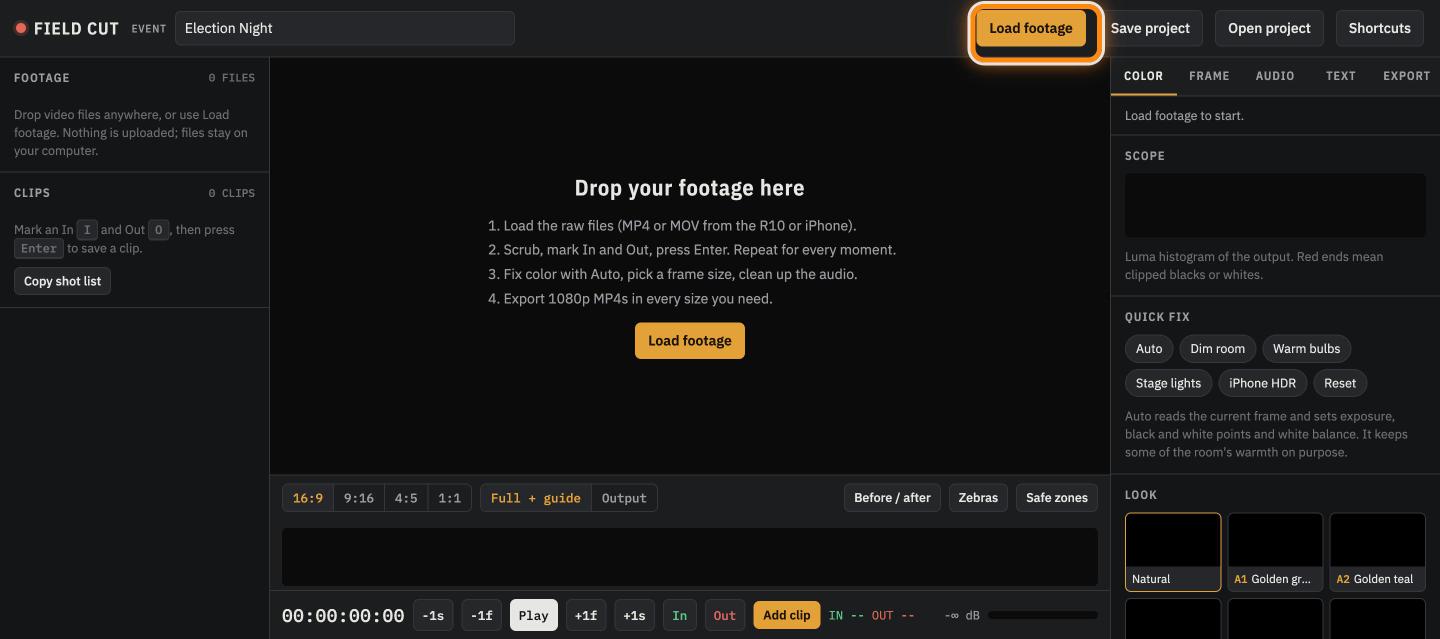 FIELD CUT EVENT Election Night Load footage Save project Open project Shortcuts
FOOTAGE 0 FILES
Drop video files anywhere, or use Load
footage. Nothing is uploaded; files stay on
your computer.
CLIPS 0 CLIPS
Mark an In I and Out O, then press
Enter to save a clip.
Copy shot list
Drop your footage here
1. Load the raw files (MP4 or MOV from the R10 or iPhone).
2. Scrub, mark In and Out, press Enter. Repeat for every moment.
3. Fix color with Auto, pick a frame size, clean up the audio.
4. Export 1080p MP4s in every size you need.
Load footage
16:9 9:16 4:5 1:1 Full + guide Output Before / after Zebras Safe zones
00:00:00:00 -1s -1f Play +1f +1s In Out Add clip IN -- OUT -- -∞ dB
COLOR FRAME AUDIO TEXT EXPORT
Load footage to start.
SCOPE
Luma histogram of the output. Red ends mean
clipped blacks or whites.
QUICK FIX
Auto Dim room Warm bulbs
Stage lights iPhone HDR Reset
Auto reads the current frame and sets exposure,
black and white points and white balance. It keeps
some of the room's warmth on purpose.
LOOK
Natural A1 Golden gr... A2 Golden teal